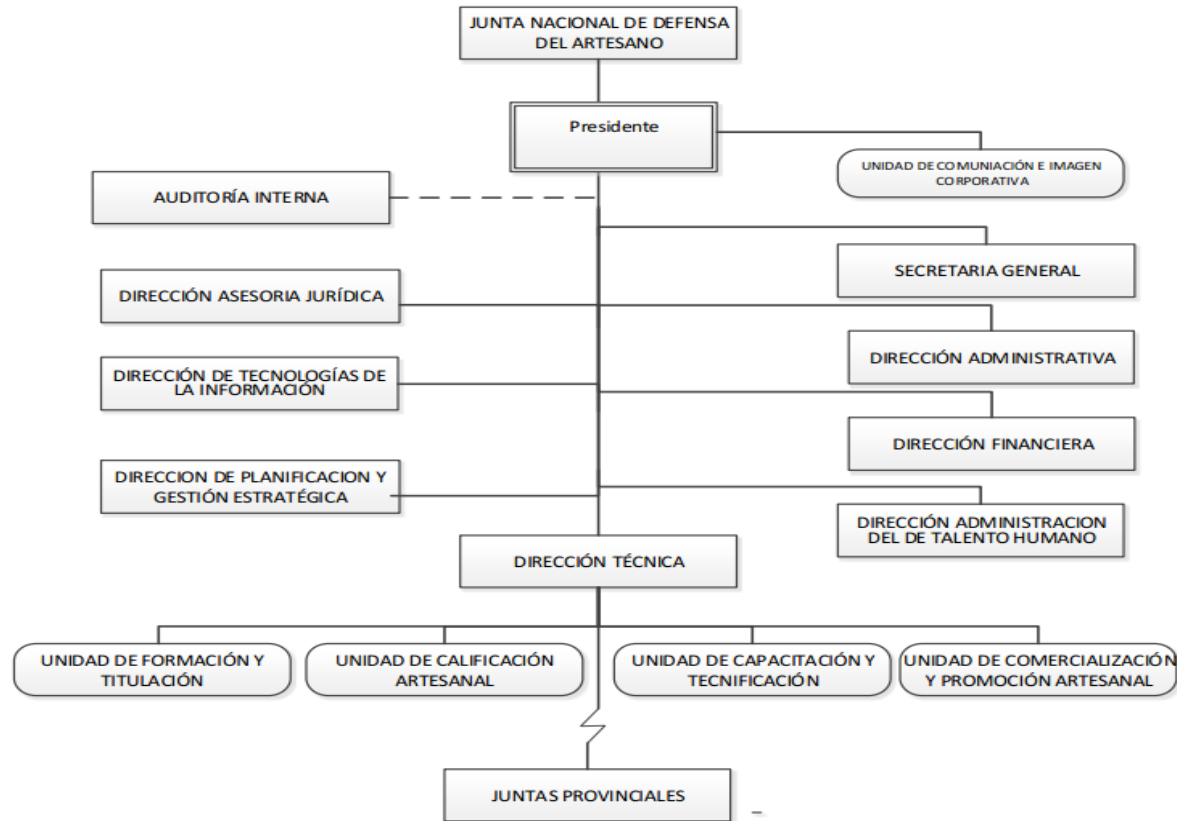 JUNTA NACIONAL DE DEFENSA
DEL ARTESANO
Presidente
UNIDAD DE COMUNIACIÓN E IMAGEN
CORPORATIVA
AUDITORÍA INTERNA
SECRETARIA GENERAL
DIRECCIÓN ASESORIA JURÍDICA
DIRECCIÓN ADMINISTRATIVA
DIRECCIÓN DE TECNOLOGÍAS DE
LA INFORMACIÓN
DIRECCIÓN FINANCIERA
DIRECCION DE PLANIFICACION Y
GESTIÓN ESTRATÉGICA
DIRECCIÓN ADMINISTRACION
DEL DE TALENTO HUMANO
DIRECCIÓN TÉCNICA
UNIDAD DE FORMACIÓN Y
TITULACIÓN
UNIDAD DE CALIFICACIÓN
ARTESANAL
UNIDAD DE CAPACITACIÓN Y
TECNIFICACIÓN
UNIDAD DE COMERCIALIZACIÓN
Y PROMOCIÓN ARTESANAL
JUNTAS PROVINCIALES